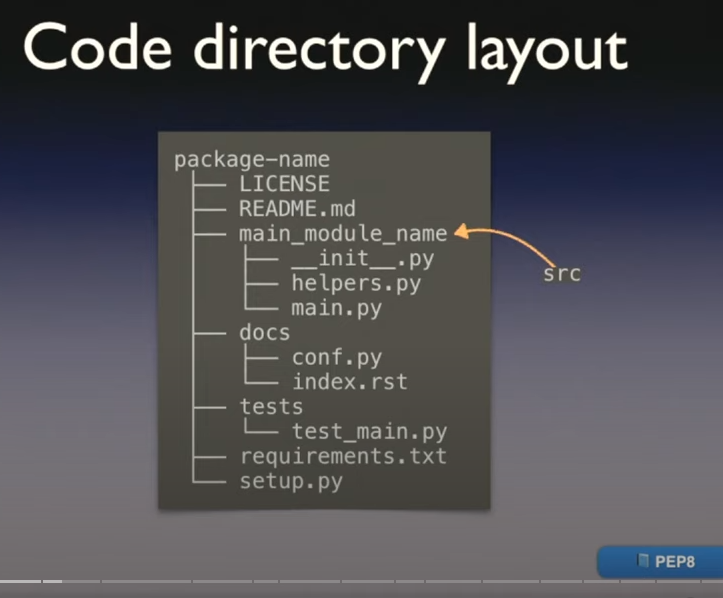 Code directory layout
package-name
├── LICENSE
├── README.md
├── main_module_name
│   ├── __init__.py
│   ├── helpers.py
│   └── main.py
├── docs
│   ├── conf.py
│   └── index.rst
├── tests
│   └── test_main.py
├── requirements.txt
└── setup.py
src
PEP8